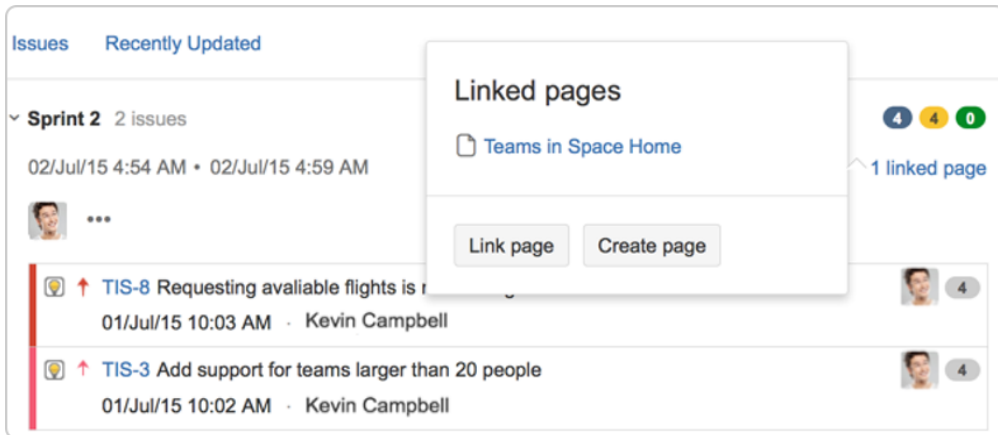 Issues Recently Updated
Linked pages
Teams in Space Home
Link page Create page
Sprint 2 2 issues 4 4 0
02/Jul/15 4:54 AM • 02/Jul/15 4:59 AM 1 linked page
•••
TIS-8 Requesting avaliable flights is 4
01/Jul/15 10:03 AM · Kevin Campbell
TIS-3 Add support for teams larger than 20 people 4
01/Jul/15 10:02 AM · Kevin Campbell